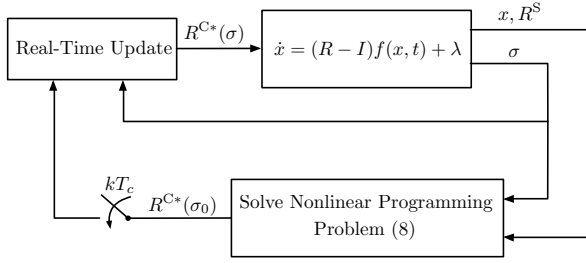 Real-Time Update
R^{C*}(σ)
ẋ = (R − I)f(x, t) + λ
x, R^S
σ
kT_c
R^{C*}(σ_0)
Solve Nonlinear Programming
Problem (8)